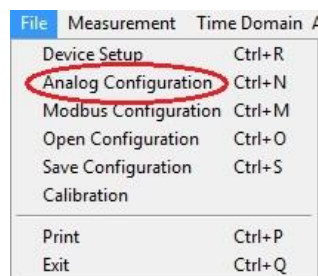 File Measurement Time Domain
Device Setup Ctrl+R
Analog Configuration Ctrl+N
Modbus Configuration Ctrl+M
Open Configuration Ctrl+O
Save Configuration Ctrl+S
Calibration
Print Ctrl+P
Exit Ctrl+Q